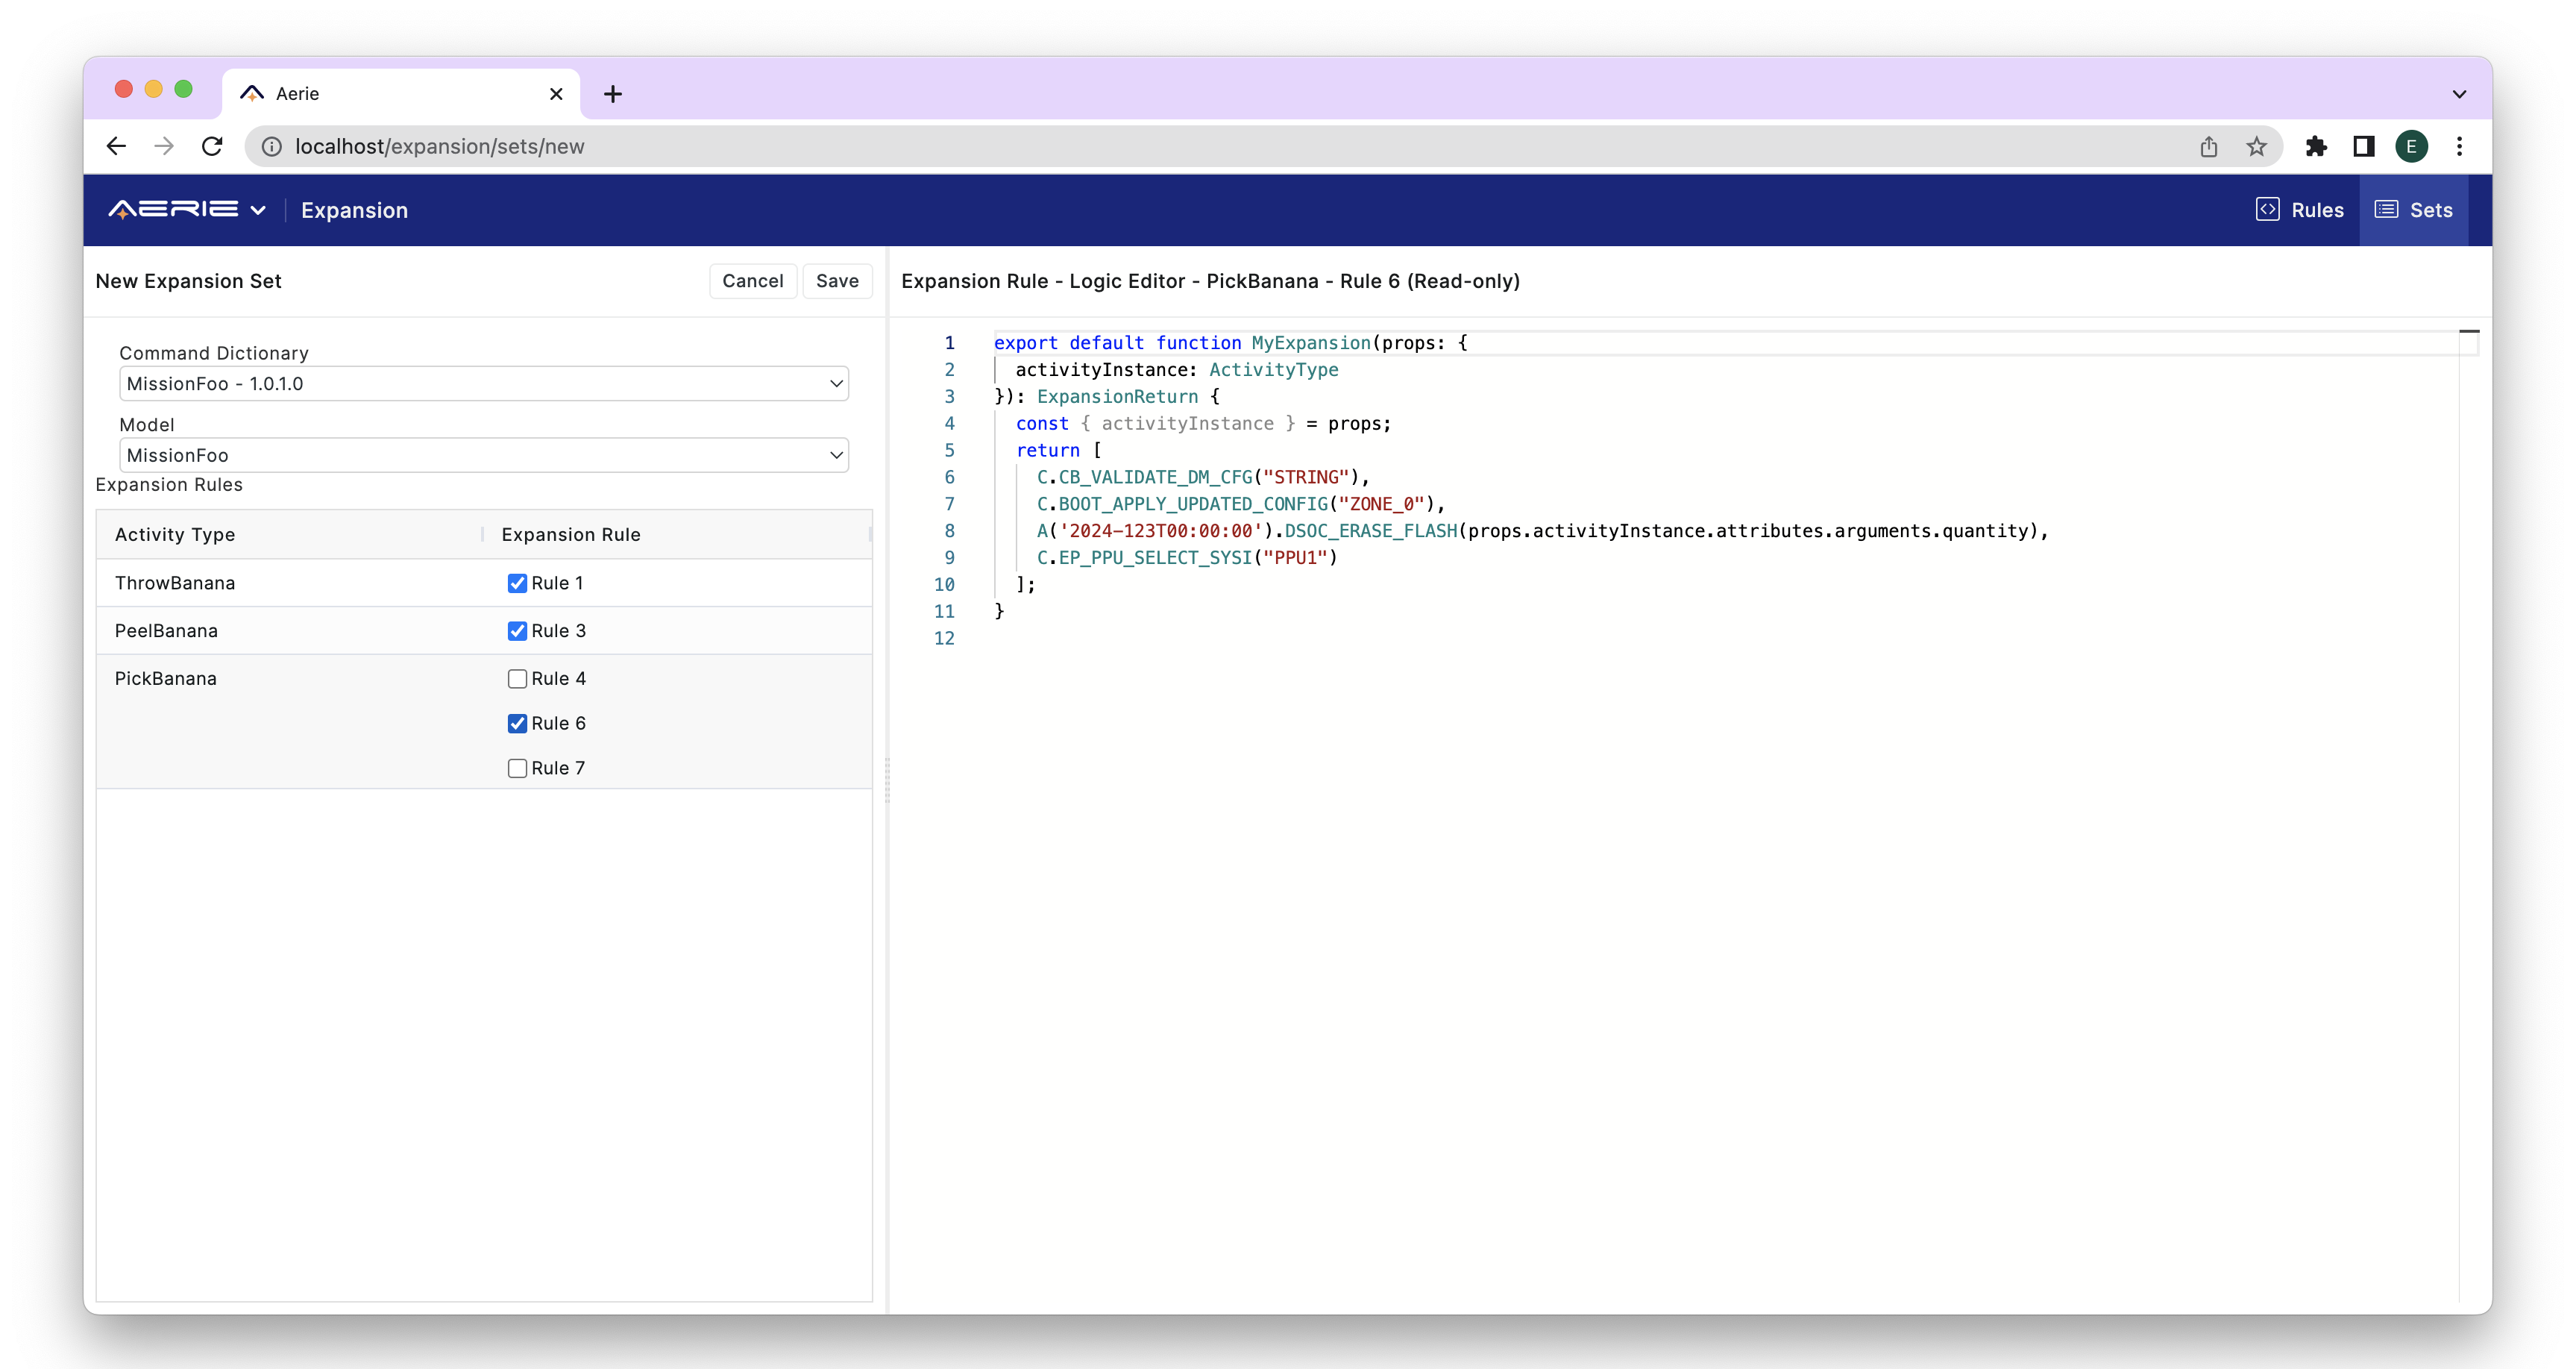 Aerie
localhost/expansion/sets/new
E
AERIE Expansion
Rules
Sets
New Expansion Set
Cancel
Save
Command Dictionary
MissionFoo - 1.0.1.0
Model
MissionFoo
Expansion Rules
Activity Type Expansion Rule
ThrowBanana Rule 1
PeelBanana Rule 3
PickBanana Rule 4
Rule 6
Rule 7
Expansion Rule - Logic Editor - PickBanana - Rule 6 (Read-only)
1 export default function MyExpansion(props: {
2 activityInstance: ActivityType
3 }): ExpansionReturn {
4 const { activityInstance } = props;
5 return [
6 C.CB_VALIDATE_DM_CFG("STRING"),
7 C.BOOT_APPLY_UPDATED_CONFIG("ZONE_0"),
8 A('2024-123T00:00:00').DSOC_ERASE_FLASH(props.activityInstance.attributes.arguments.quantity),
9 C.EP_PPU_SELECT_SYSI("PPU1")
10 ];
11 }
12